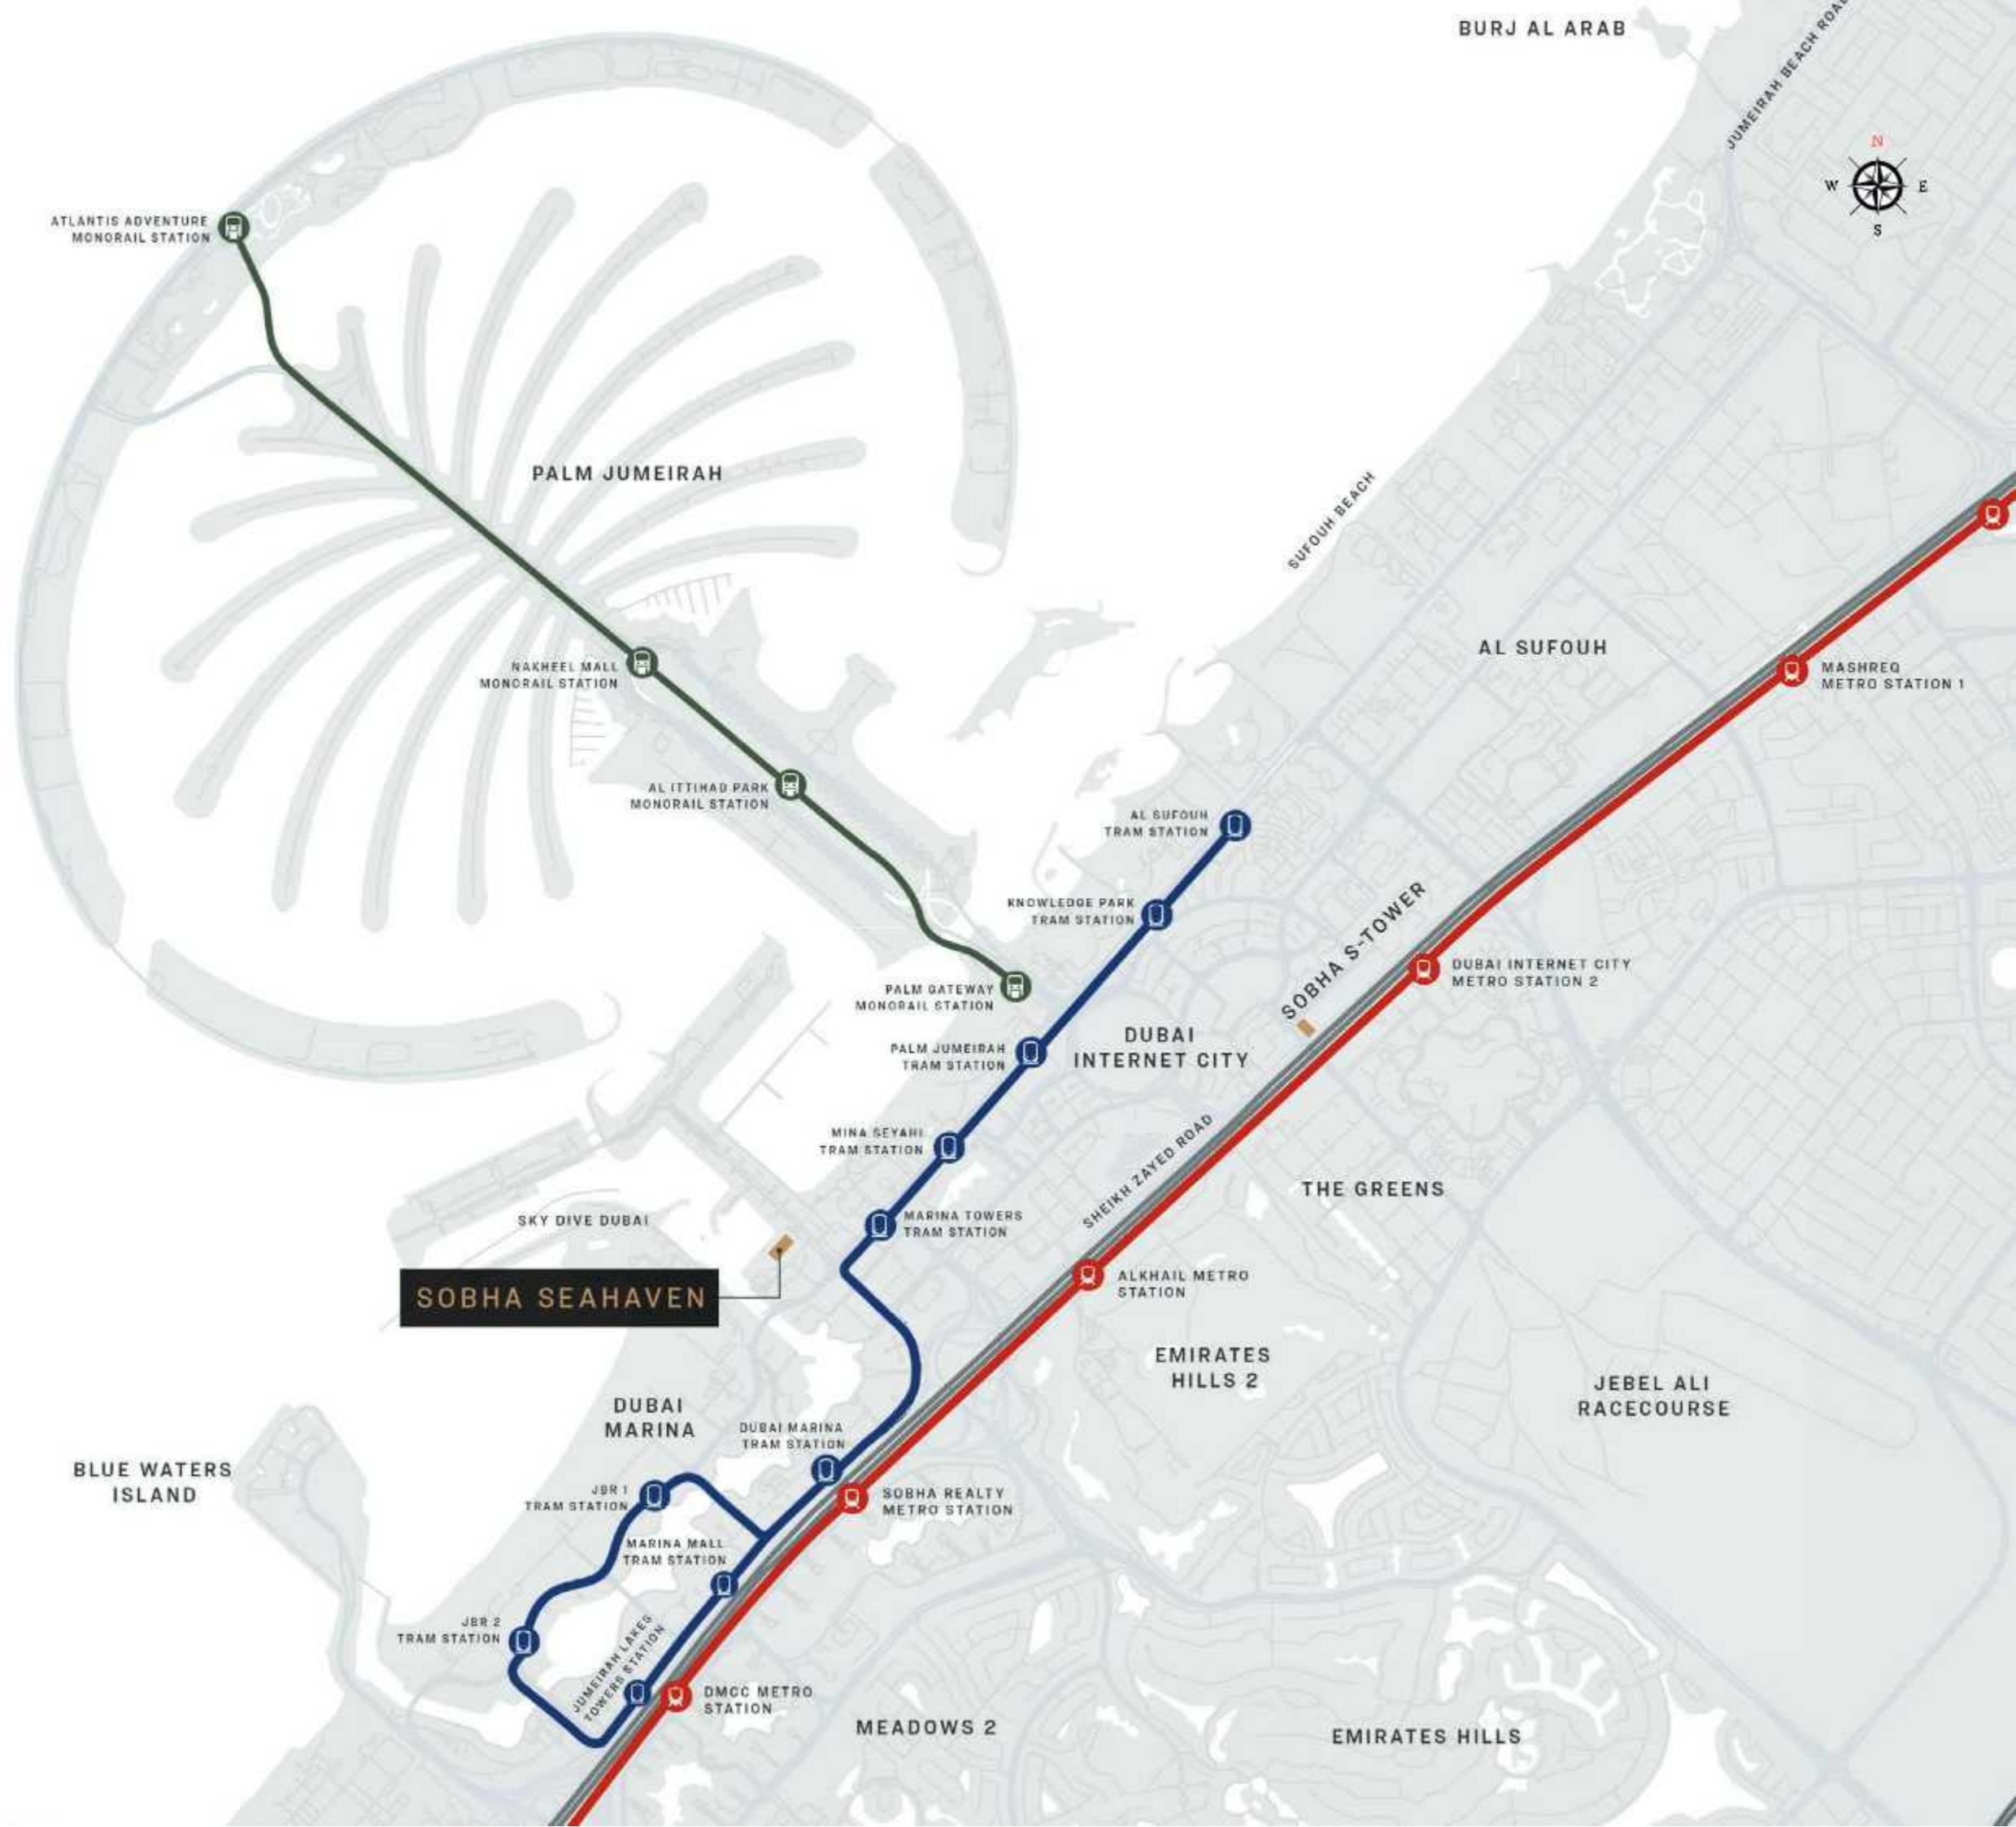 BURJ AL ARAB
JUMEIRAH BEACH ROAD
N
W
E
S
ATLANTIS ADVENTURE
MONORAIL STATION
PALM JUMEIRAH
SUFOUH BEACH
AL SUFOUH
NAKHEEL MALL
MONORAIL STATION
MASHREQ
METRO STATION 1
AL ITTIHAD PARK
MONORAIL STATION
AL SUFOUH
TRAM STATION
KNOWLEDGE PARK
TRAM STATION
SOBHA S-TOWER
DUBAI INTERNET CITY
METRO STATION 2
PALM GATEWAY
MONORAIL STATION
DUBAI
INTERNET CITY
PALM JUMEIRAH
TRAM STATION
MINA SEYAHI
TRAM STATION
SHEIKH ZAYED ROAD
THE GREENS
SKY DIVE DUBAI
MARINA TOWERS
TRAM STATION
SOBHA SEAHAVEN
ALKHAIL METRO
STATION
EMIRATES
HILLS 2
JEBEL ALI
RACECOURSE
DUBAI
MARINA
DUBAI MARINA
TRAM STATION
BLUE WATERS
ISLAND
JBR 1
TRAM STATION
SOBHA REALTY
METRO STATION
MARINA MALL
TRAM STATION
JBR 2
TRAM STATION
JUMEIRAH LAKES
TOWERS STATION
DMCC METRO
STATION
MEADOWS 2
EMIRATES HILLS